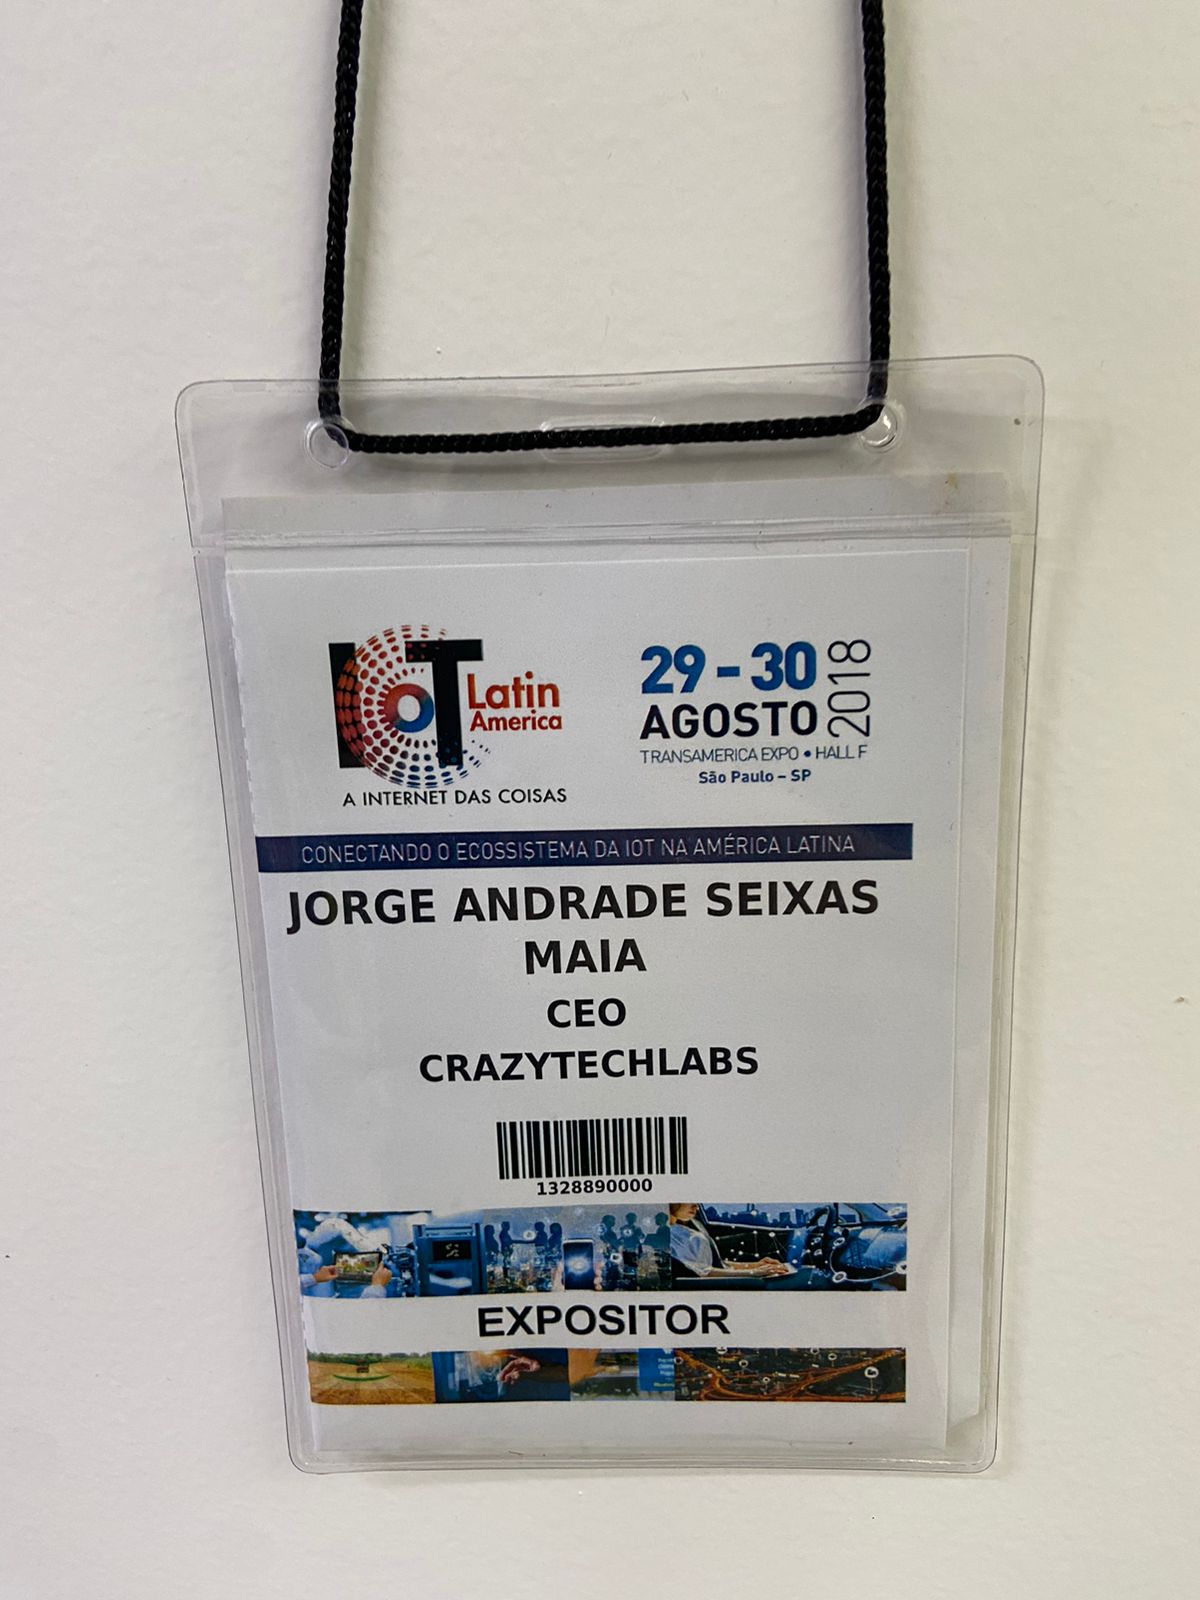 IoT Latin America
A INTERNET DAS COISAS
29 - 30
AGOSTO
2018
TRANSAMERICA EXPO • HALL F
São Paulo – SP
CONECTANDO O ECOSSISTEMA DA IOT NA AMÉRICA LATINA
JORGE ANDRADE SEIXAS
MAIA
CEO
CRAZYTECHLABS
1328890000
EXPOSITOR